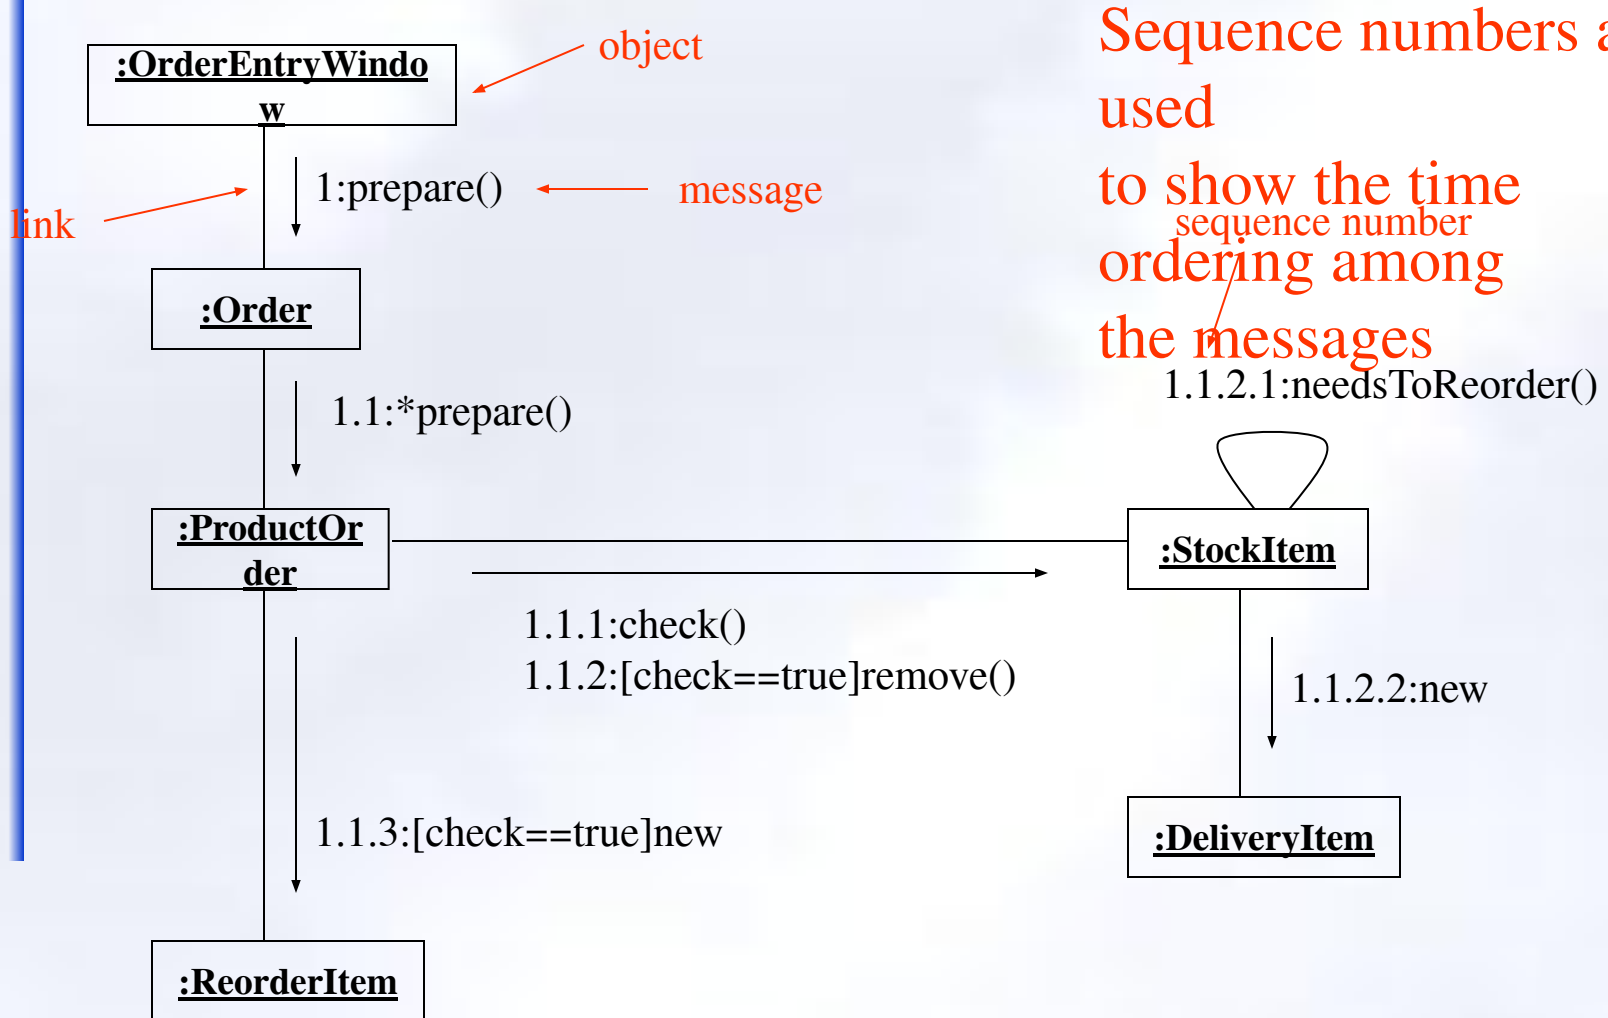 Sequence numbers a
used
to show the time
ordering among
the messages
:OrderEntryWindo
w
object
1:prepare()
message
link
sequence number
:Order
1.1:*prepare()
1.1.2.1:needsToReorder()
:ProductOr
der
:StockItem
1.1.1:check()
1.1.2:[check==true]remove()
1.1.2.2:new
1.1.3:[check==true]new
:DeliveryItem
:ReorderItem